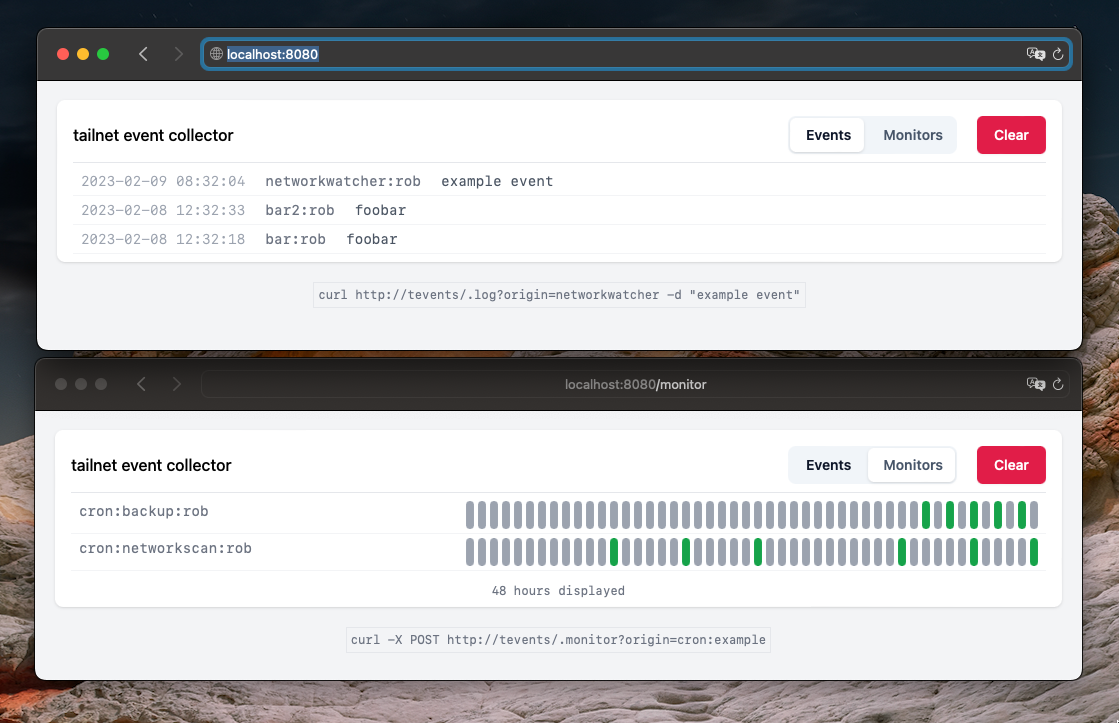 localhost:8080
tailnet event collector Events Monitors Clear
2023-02-09 08:32:04 networkwatcher:rob example event
2023-02-08 12:32:33 bar2:rob foobar
2023-02-08 12:32:18 bar:rob foobar
curl http://tevents/.log?origin=networkwatcher -d "example event"
localhost:8080/monitor
tailnet event collector Events Monitors Clear
cron:backup:rob
cron:networkscan:rob
48 hours displayed
curl -X POST http://tevents/.monitor?origin=cron:example